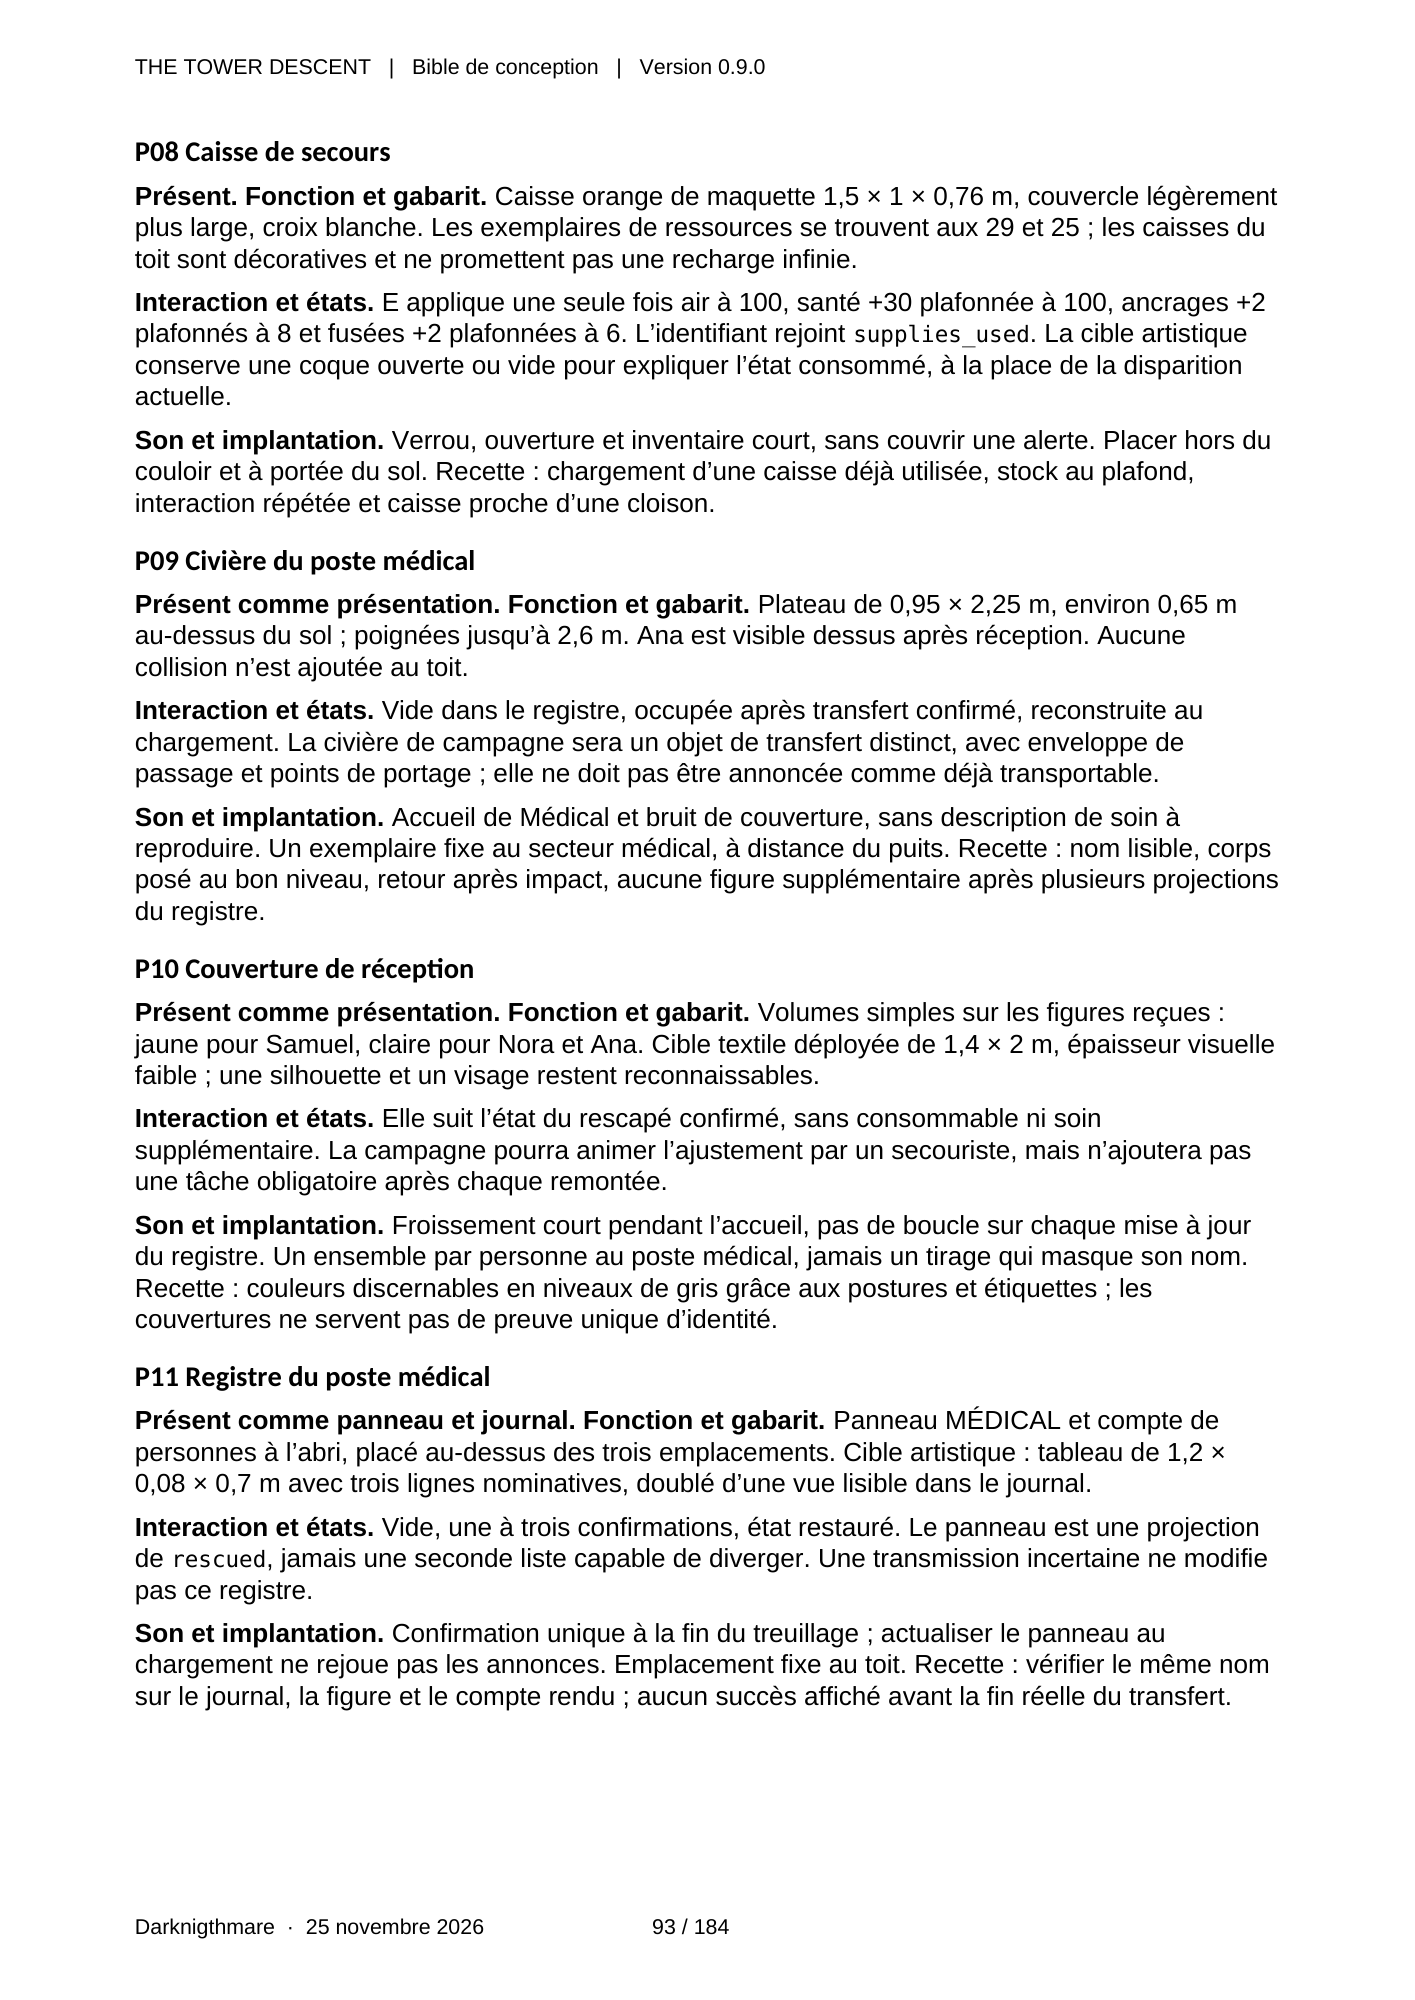 THE TOWER DESCENT | Bible de conception | Version 0.9.0
P08 Caisse de secours
Présent. Fonction et gabarit. Caisse orange de maquette 1,5 × 1 × 0,76 m, couvercle légèrement
plus large, croix blanche. Les exemplaires de ressources se trouvent aux 29 et 25 ; les caisses du
toit sont décoratives et ne promettent pas une recharge infinie.
Interaction et états. E applique une seule fois air à 100, santé +30 plafonnée à 100, ancrages +2
plafonnés à 8 et fusées +2 plafonnées à 6. L’identifiant rejoint supplies_used. La cible artistique
conserve une coque ouverte ou vide pour expliquer l’état consommé, à la place de la disparition
actuelle.
Son et implantation. Verrou, ouverture et inventaire court, sans couvrir une alerte. Placer hors du
couloir et à portée du sol. Recette : chargement d’une caisse déjà utilisée, stock au plafond,
interaction répétée et caisse proche d’une cloison.
P09 Civière du poste médical
Présent comme présentation. Fonction et gabarit. Plateau de 0,95 × 2,25 m, environ 0,65 m
au-dessus du sol ; poignées jusqu’à 2,6 m. Ana est visible dessus après réception. Aucune
collision n’est ajoutée au toit.
Interaction et états. Vide dans le registre, occupée après transfert confirmé, reconstruite au
chargement. La civière de campagne sera un objet de transfert distinct, avec enveloppe de
passage et points de portage ; elle ne doit pas être annoncée comme déjà transportable.
Son et implantation. Accueil de Médical et bruit de couverture, sans description de soin à
reproduire. Un exemplaire fixe au secteur médical, à distance du puits. Recette : nom lisible, corps
posé au bon niveau, retour après impact, aucune figure supplémentaire après plusieurs projections
du registre.
P10 Couverture de réception
Présent comme présentation. Fonction et gabarit. Volumes simples sur les figures reçues :
jaune pour Samuel, claire pour Nora et Ana. Cible textile déployée de 1,4 × 2 m, épaisseur visuelle
faible ; une silhouette et un visage restent reconnaissables.
Interaction et états. Elle suit l’état du rescapé confirmé, sans consommable ni soin
supplémentaire. La campagne pourra animer l’ajustement par un secouriste, mais n’ajoutera pas
une tâche obligatoire après chaque remontée.
Son et implantation. Froissement court pendant l’accueil, pas de boucle sur chaque mise à jour
du registre. Un ensemble par personne au poste médical, jamais un tirage qui masque son nom.
Recette : couleurs discernables en niveaux de gris grâce aux postures et étiquettes ; les
couvertures ne servent pas de preuve unique d’identité.
P11 Registre du poste médical
Présent comme panneau et journal. Fonction et gabarit. Panneau MÉDICAL et compte de
personnes à l’abri, placé au-dessus des trois emplacements. Cible artistique : tableau de 1,2 ×
0,08 × 0,7 m avec trois lignes nominatives, doublé d’une vue lisible dans le journal.
Interaction et états. Vide, une à trois confirmations, état restauré. Le panneau est une projection
de rescued, jamais une seconde liste capable de diverger. Une transmission incertaine ne modifie
pas ce registre.
Son et implantation. Confirmation unique à la fin du treuillage ; actualiser le panneau au
chargement ne rejoue pas les annonces. Emplacement fixe au toit. Recette : vérifier le même nom
sur le journal, la figure et le compte rendu ; aucun succès affiché avant la fin réelle du transfert.
Darknigthmare · 25 novembre 2026 93 / 184